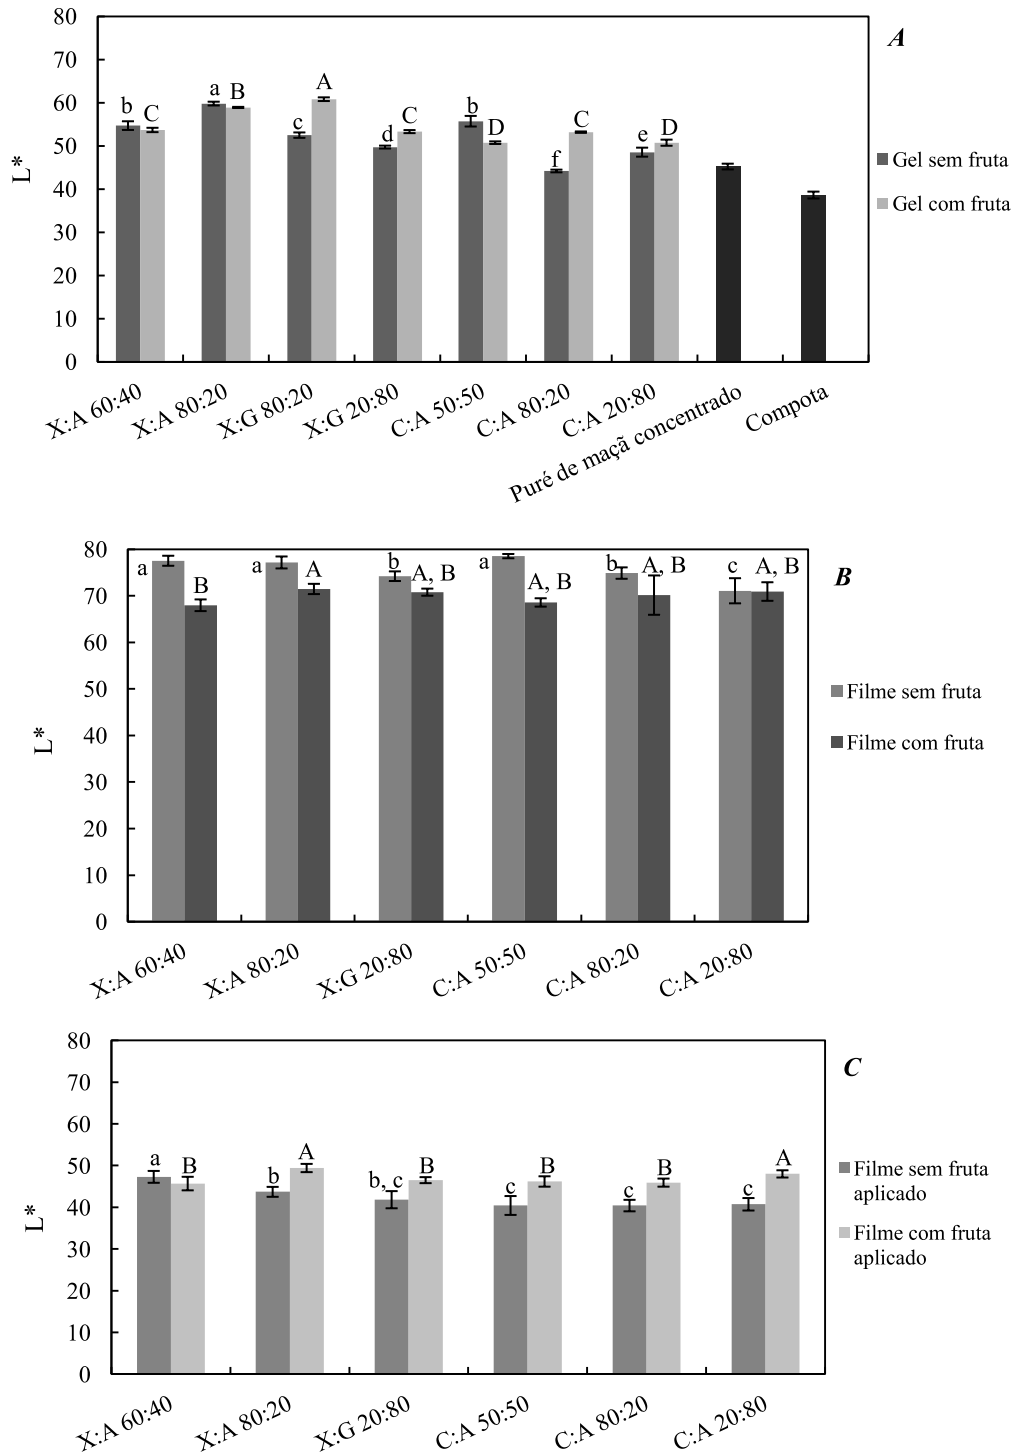 A
L*
80
70
60
50
40
30
20
10
0
b
C
a
B
c
A
d
C
b
D
f
C
e
D
Gel sem fruta
Gel com fruta
X:A 60:40
X:A 80:20
X:G 80:20
X:G 20:80
C:A 50:50
C:A 80:20
C:A 20:80
Puré de maçã concentrado
Compota
B
L*
80
70
60
50
40
30
20
10
0
a
B
a
A
b
A, B
a
A, B
b
A, B
c
A, B
Filme sem fruta
Filme com fruta
X:A 60:40
X:A 80:20
X:G 20:80
C:A 50:50
C:A 80:20
C:A 20:80
C
L*
80
70
60
50
40
30
20
10
0
a
B
b
A
b, c
B
c
B
c
B
c
A
Filme sem fruta
aplicado
Filme com fruta
aplicado
X:A 60:40
X:A 80:20
X:G 20:80
C:A 50:50
C:A 80:20
C:A 20:80